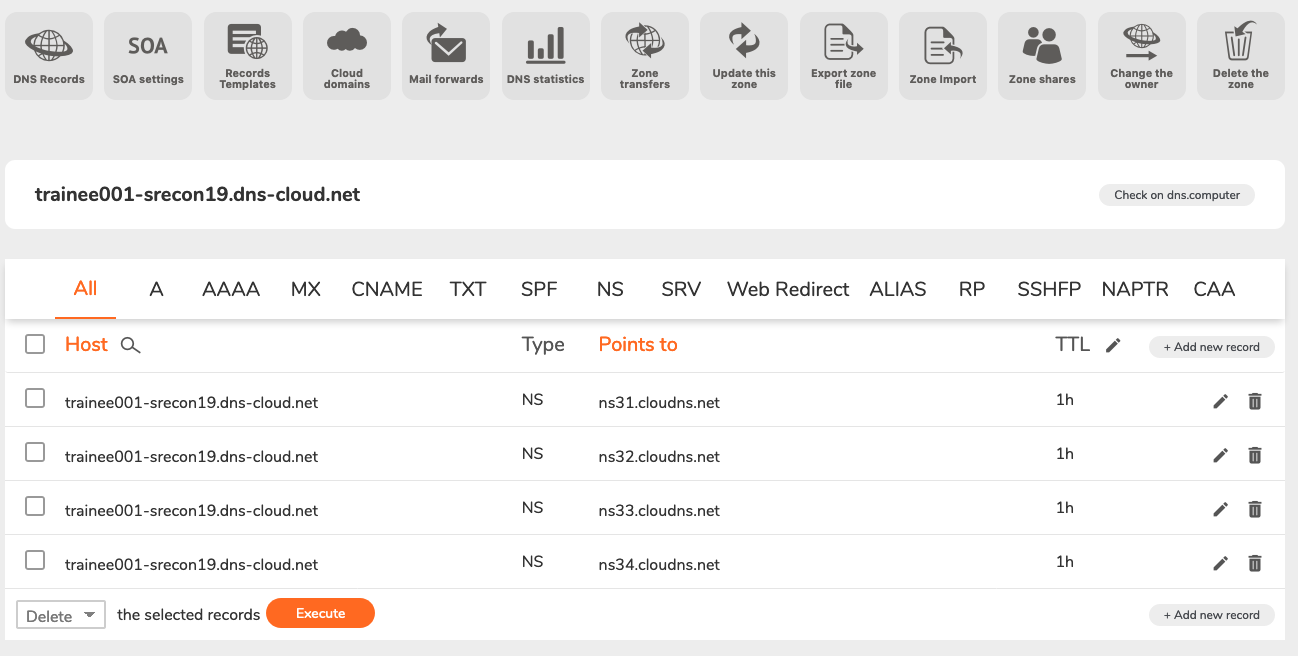 SOA
DNS Records
SOA settings
Records
Templates
Cloud
domains
Mail forwards
DNS statistics
Zone
transfers
Update this
zone
Export zone
file
Zone Import
Zone shares
Change the
owner
Delete the
zone
trainee001-srecon19.dns-cloud.net
Check on dns.computer
All A AAAA MX CNAME TXT SPF NS SRV Web Redirect ALIAS RP SSHFP NAPTR CAA
Host Type Points to TTL + Add new record
trainee001-srecon19.dns-cloud.net NS ns31.cloudns.net 1h
trainee001-srecon19.dns-cloud.net NS ns32.cloudns.net 1h
trainee001-srecon19.dns-cloud.net NS ns33.cloudns.net 1h
trainee001-srecon19.dns-cloud.net NS ns34.cloudns.net 1h
Delete the selected records Execute + Add new record